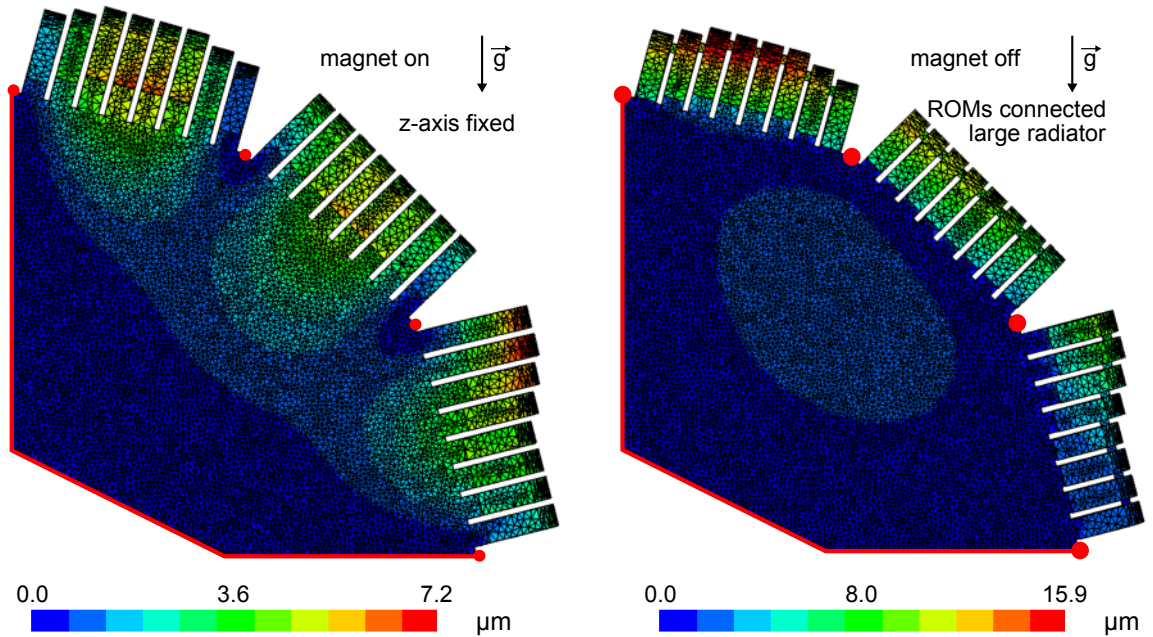 magnet on
g
z-axis fixed
0.0 3.6 7.2
μm
magnet off
g
ROMs connected
large radiator
0.0 8.0 15.9
μm